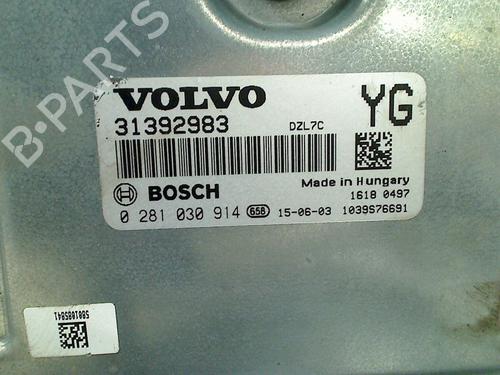 B-PARTS
VOLVO
YG
31392983
DZL7C
Made in Hungary
BOSCH
1618 0497
0 281 030 914 658 15-06-03 1039S76691
5001085841